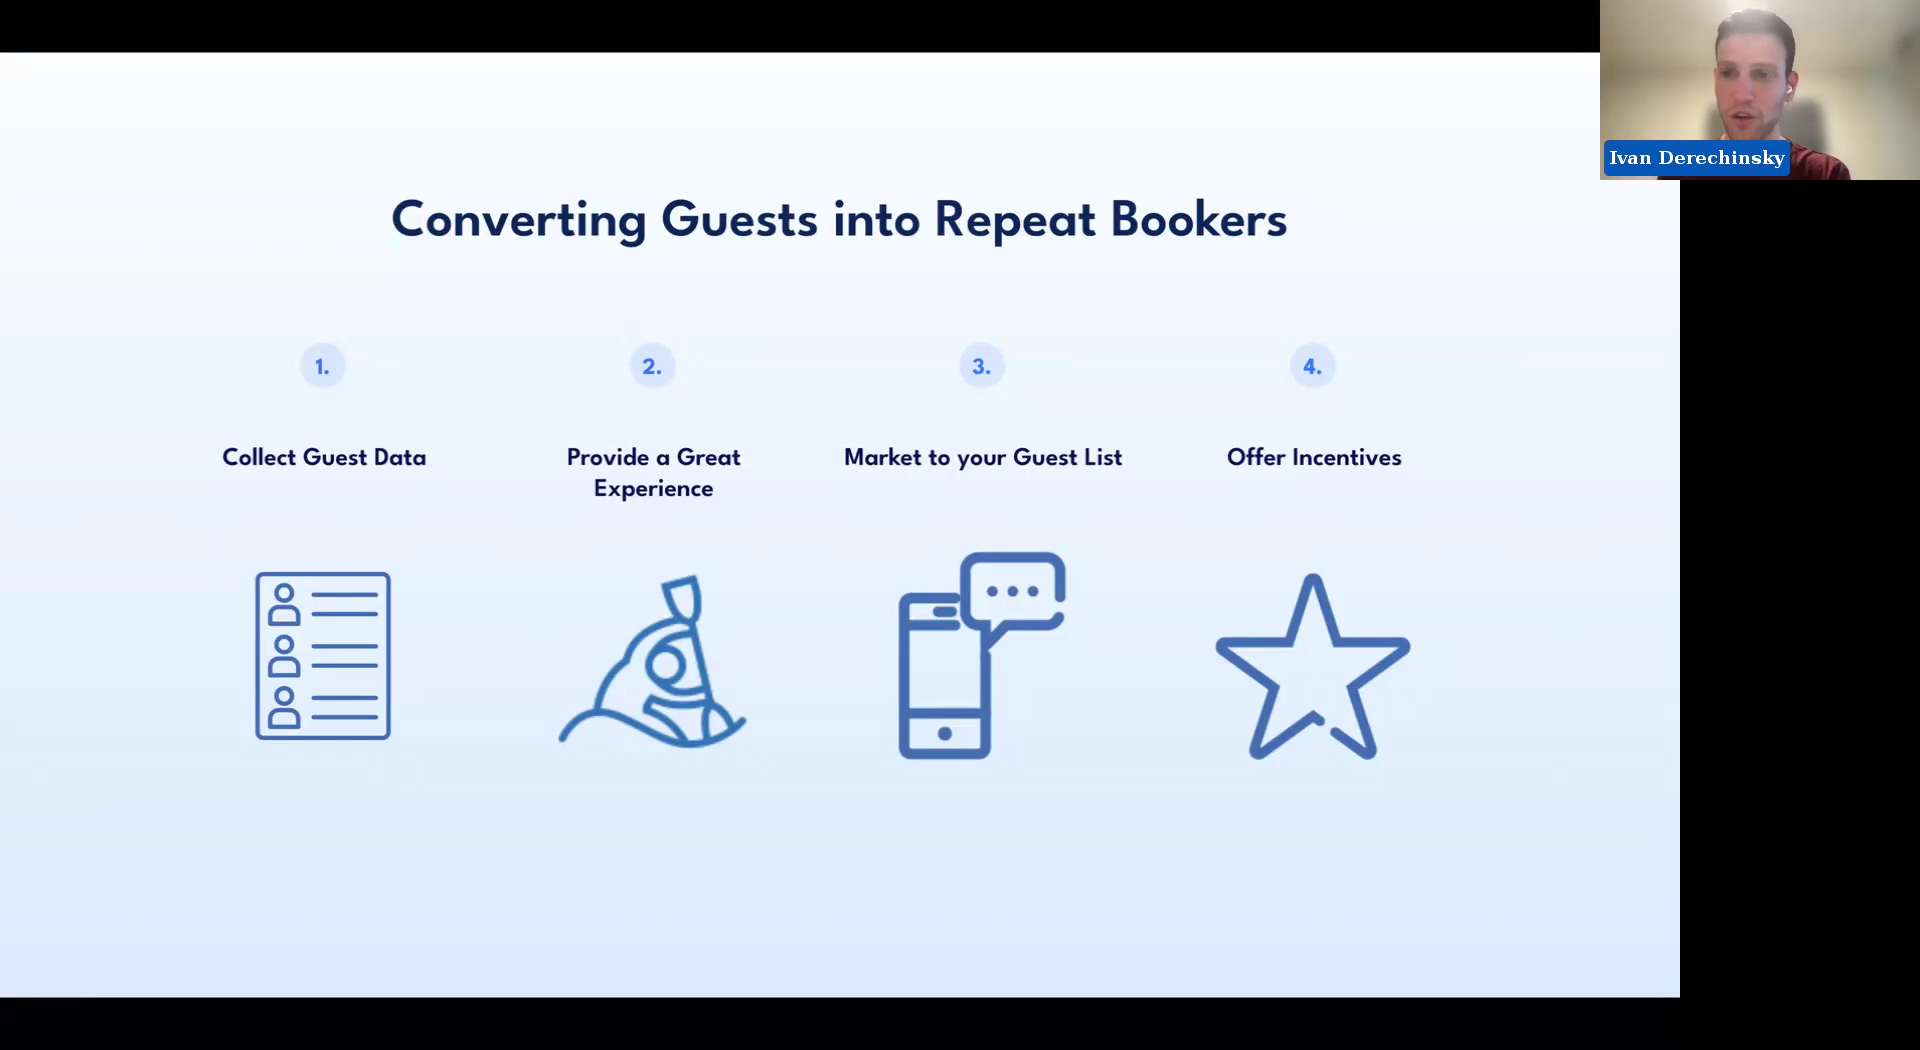 Ivan Derechinsky
Converting Guests into Repeat Bookers
1.
2.
3.
4.
Collect Guest Data
Provide a Great
Experience
Market to your Guest List
Offer Incentives